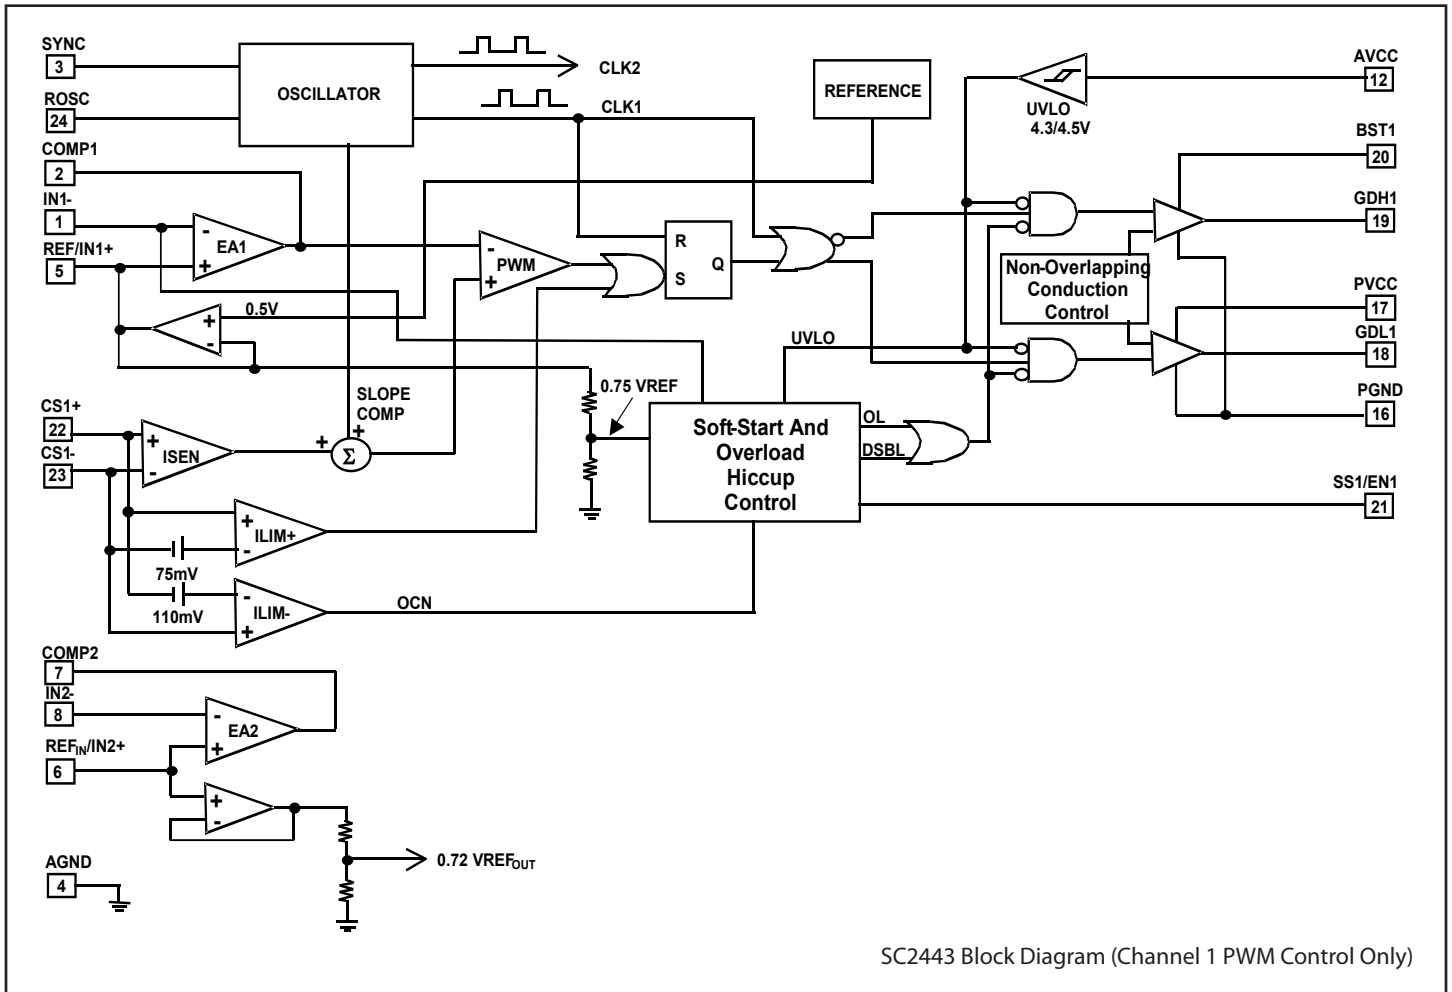 SYNC
3
ROSC
24
COMP1
2
IN1-
1
REF/IN1+
5
OSCILLATOR
CLK2
CLK1
REFERENCE
UVLO
4.3/4.5V
AVCC
12
BST1
20
GDH1
19
PVCC
17
GDL1
18
PGND
16
SS1/EN1
21
-
EA1
+
-
PWM
+
R
S
Q
Non-Overlapping
Conduction
Control
0.5V
+
-
UVLO
0.75 VREF
SLOPE
COMP
+
+
Σ
CS1+
22
CS1-
23
+
ISEN
-
Soft-Start And
Overload
Hiccup
Control
OL
DSBL
+
ILIM+
-
75mV
-
110mV
ILIM-
+
OCN
COMP2
7
IN2-
8
REFIN/IN2+
6
-
EA2
+
+
-
0.72 VREFOUT
AGND
4
SC2443 Block Diagram (Channel 1 PWM Control Only)